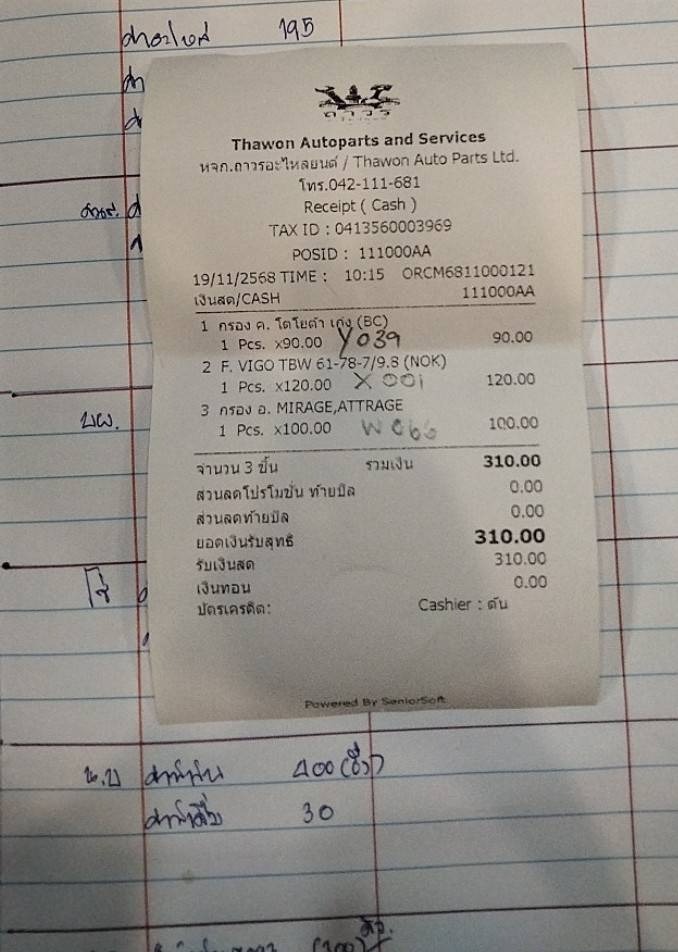 195
ถาวร
Thawon Autoparts and Services
หจก.ถาวรอะไหลยนต์ / Thawon Auto Parts Ltd.
โทร.042-111-681
Receipt ( Cash )
TAX ID : 0413560003969
POSID : 111000AA
19/11/2568 TIME : 10:15 ORCM6811000121
เงินสด/CASH 111000AA
1 กรอง ค. โตโยต้า เก๋ง (BC)
1 Pcs. x90.00 Y039 90.00
2 F. VIGO TBW 61-78-7/9.8 (NOK)
1 Pcs. x120.00 X001 120.00
3 กรอง อ. MIRAGE,ATTRAGE
1 Pcs. x100.00 100.00
จำนวน 3 ชิ้น รวมเงิน 310.00
ส่วนลดโปรโมชั่น ท้ายบิล 0.00
ส่วนลดท้ายบิล 0.00
ยอดเงินรับสุทธิ 310.00
รับเงินสด 310.00
เงินทอน 0.00
บัตรเครดิต: Cashier : ต้น
Powered By SeniorSoft
400
30